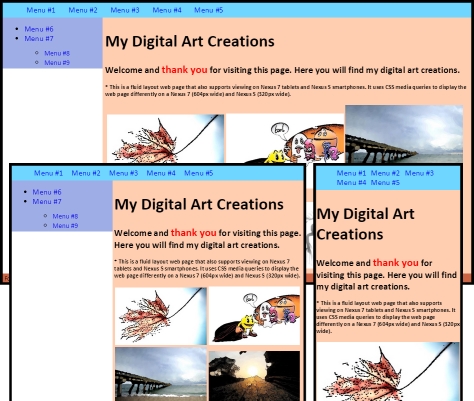 Menu #1 Menu #2 Menu #3 Menu #4 Menu #5
Menu #6
Menu #7
Menu #8
Menu #9
My Digital Art Creations
Welcome and thank you for visiting this page. Here you will find my digital art creations.
* This is a fluid layout web page that also supports viewing on Nexus 7 tablets and Nexus 5 smartphones. It uses CSS media queries to display the
web page differently on a Nexus 7 (604px wide) and Nexus 5 (320px wide).
Menu #1 Menu #2 Menu #3 Menu #4 Menu #5
Menu #6
Menu #7
Menu #8
Menu #9
My Digital Art Creations
Welcome and thank you for visiting this page.
Here you will find my digital art creations.
* This is a fluid layout web page that also supports viewing on Nexus 7
tablets and Nexus 5 smartphones. It uses CSS media queries to display the
web page differently on a Nexus 7 (604px wide) and Nexus 5 (320px wide).
Menu #1 Menu #2 Menu #3
Menu #4 Menu #5
My Digital Art
Creations
Welcome and thank you for
visiting this page. Here you will find
my digital art creations.
* This is a fluid layout web page that also supports
viewing on Nexus 7 tablets and Nexus 5 smartphones. It
uses CSS media queries to display the web page
differently on a Nexus 7 (604px wide) and Nexus 5 (320px
wide).